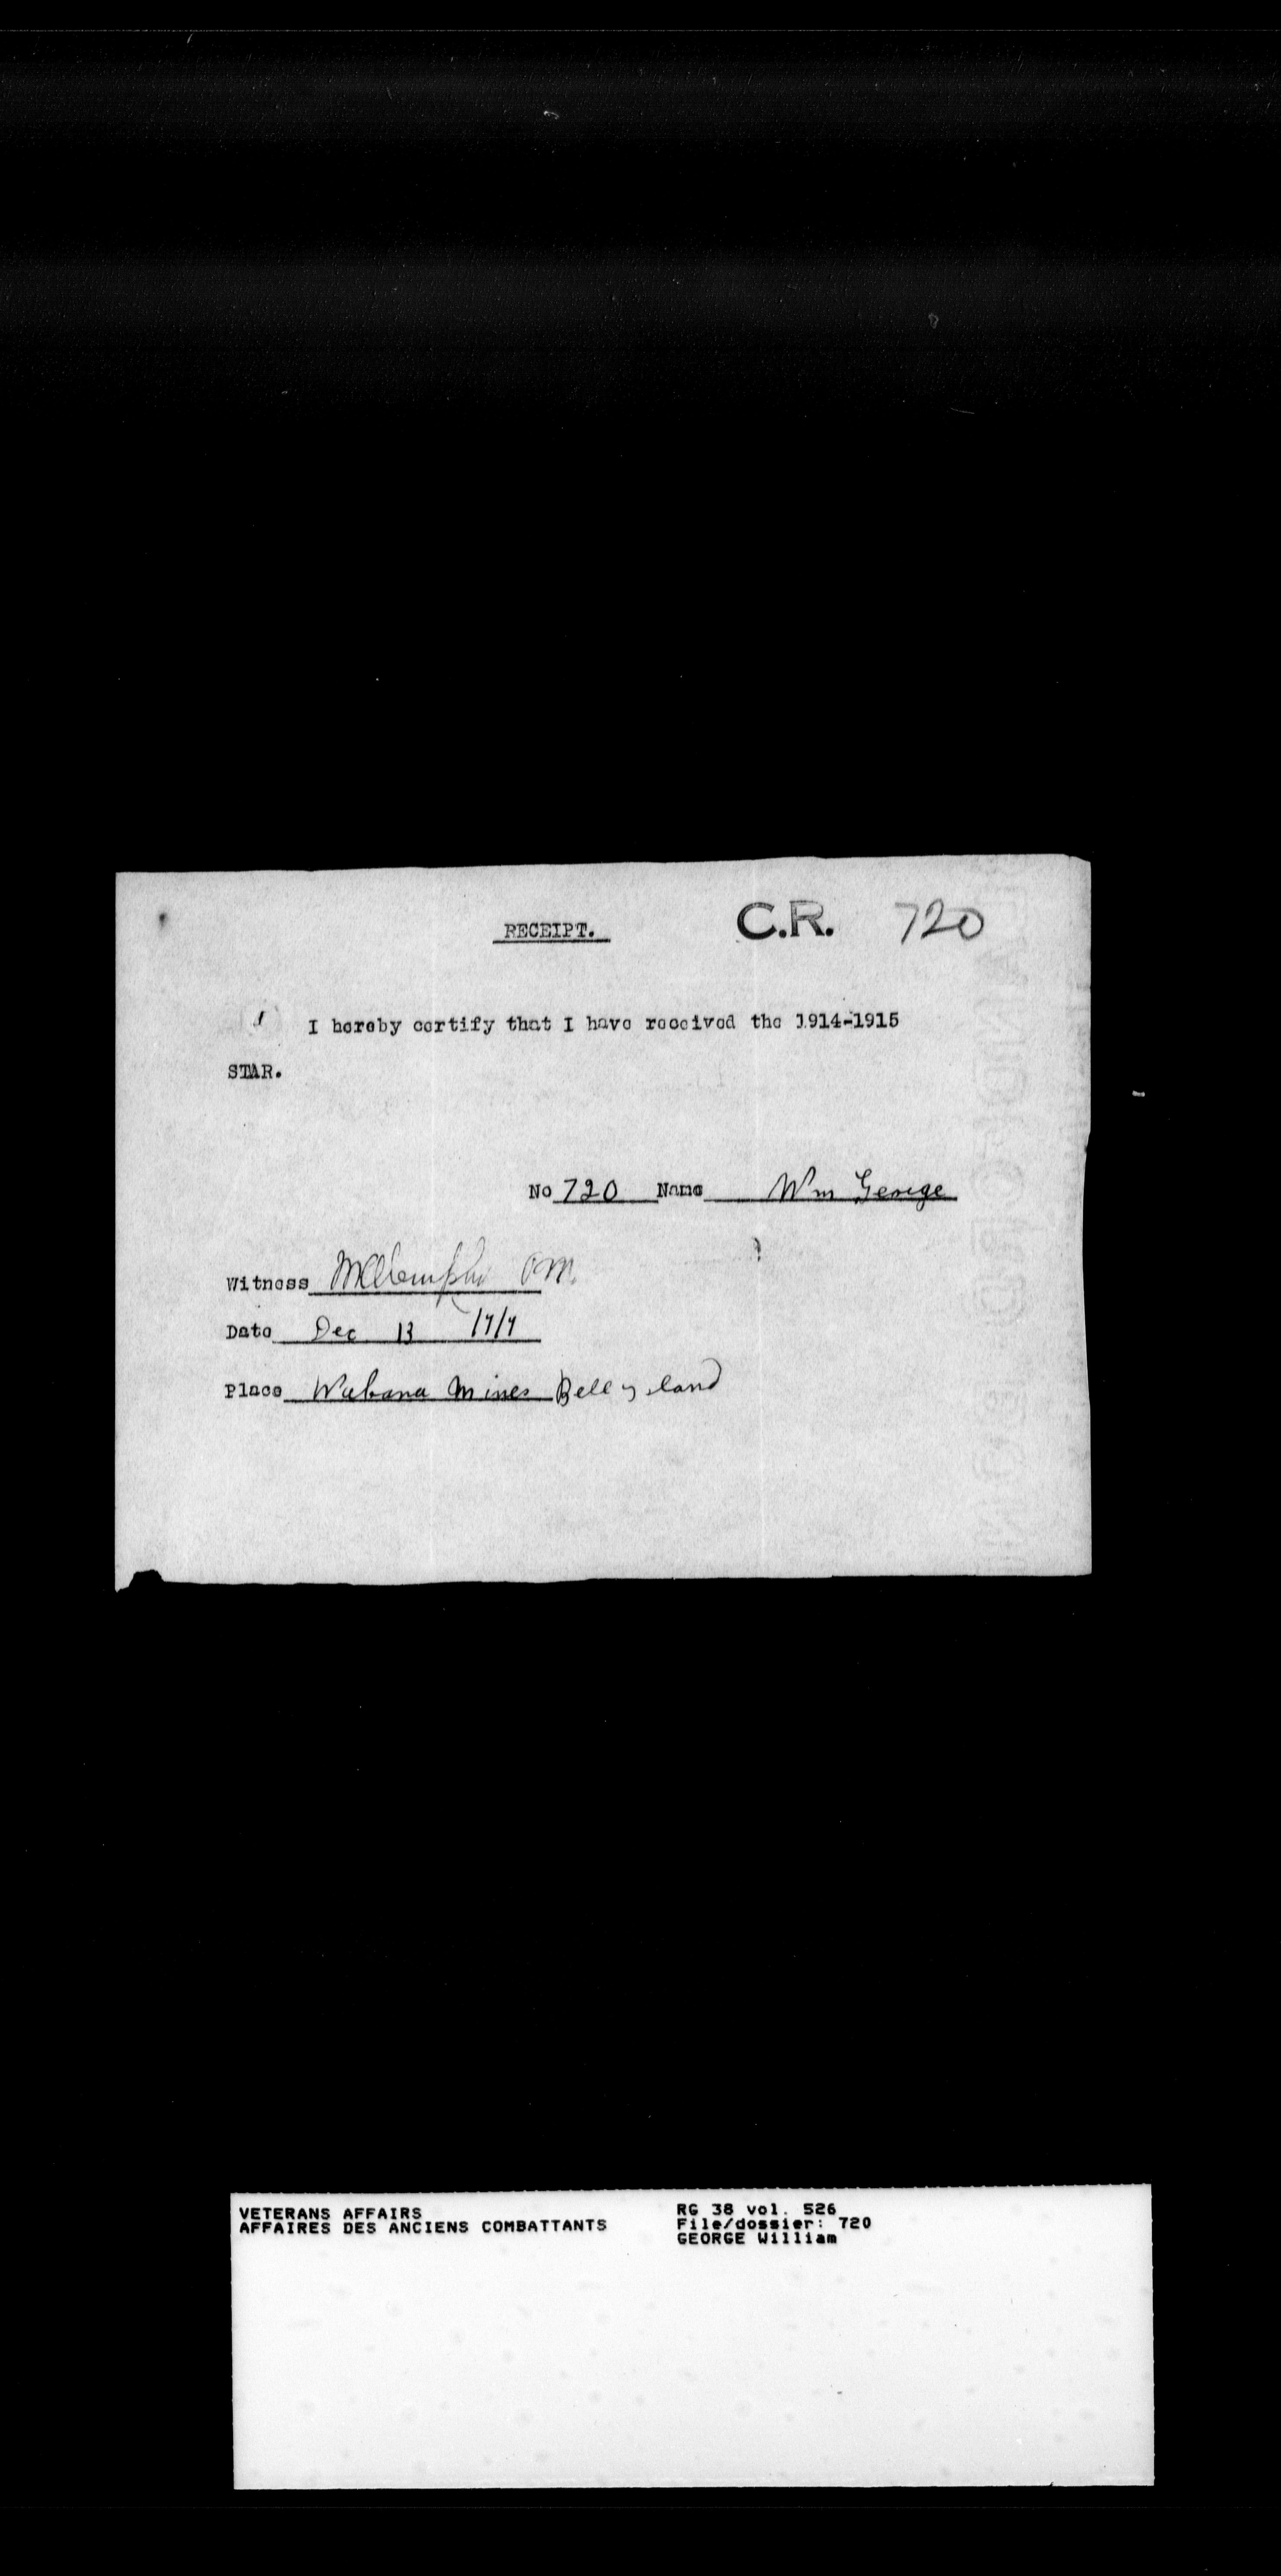 RECEIPT. C.R. 720
I hereby certify that I have received the 1914-1915
STAR.
No 720 Name Wm George
Witness
Date Dec 13
Place Wabana Mines Bell Island
VETERANS AFFAIRS
AFFAIRES DES ANCIENS COMBATTANTS
RG 38 vol. 526
File/dossier: 720
GEORGE William